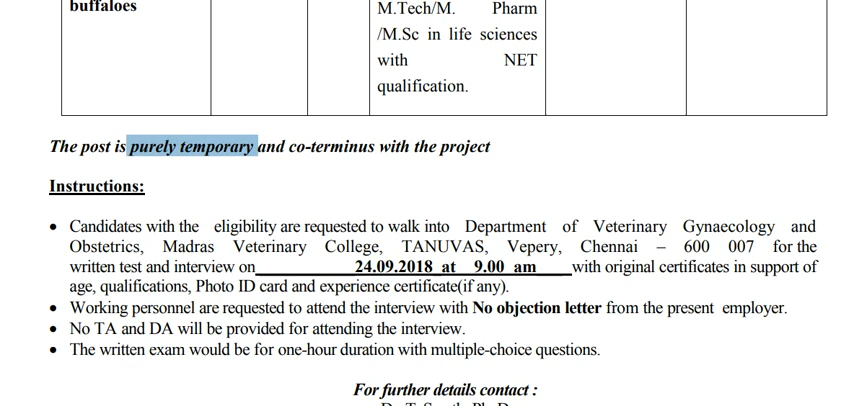 buffaloes
M.Tech/M. Pharm
/M.Sc in life sciences
with NET
qualification.
The post is purely temporary and co-terminus with the project
Instructions:
• Candidates with the eligibility are requested to walk into Department of Veterinary Gynaecology and
Obstetrics, Madras Veterinary College, TANUVAS, Vepery, Chennai – 600 007 for the
written test and interview on 24.09.2018 at 9.00 am with original certificates in support of
age, qualifications, Photo ID card and experience certificate(if any).
• Working personnel are requested to attend the interview with No objection letter from the present employer.
• No TA and DA will be provided for attending the interview.
• The written exam would be for one-hour duration with multiple-choice questions.
For further details contact :